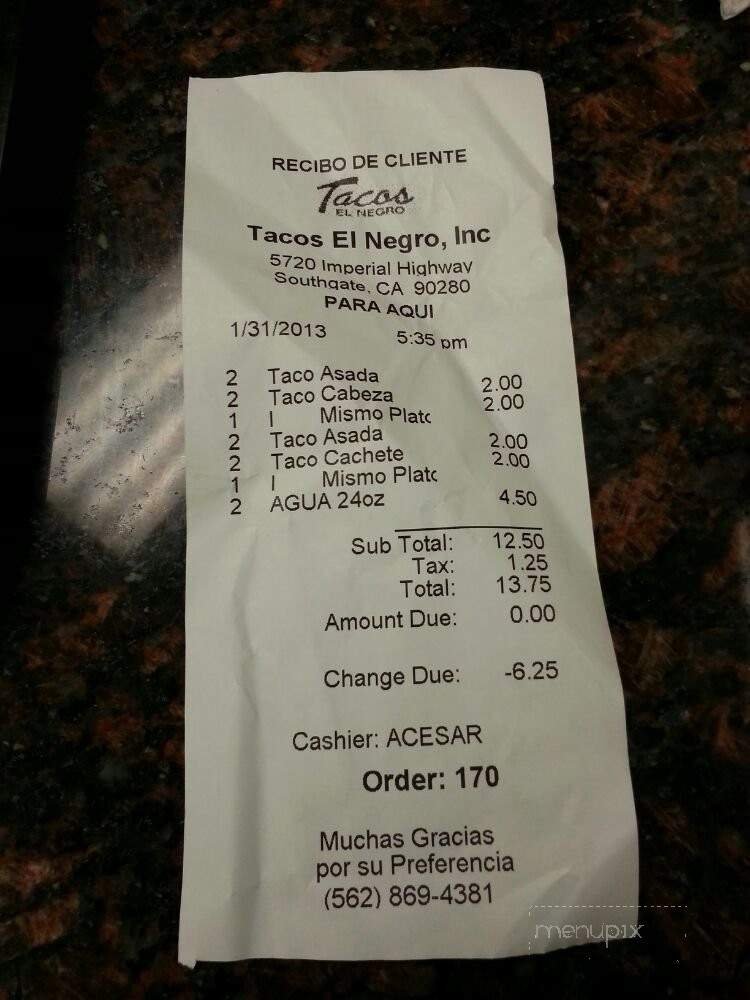 RECIBO DE CLIENTE
Tacos
EL NEGRO
Tacos El Negro, Inc
5720 Imperial Highway
Southgate, CA 90280
PARA AQUI
1/31/2013 5:35 pm
2 Taco Asada 2.00
2 Taco Cabeza 2.00
1 | Mismo Plato
2 Taco Asada 2.00
2 Taco Cachete 2.00
1 | Mismo Plato
2 AGUA 24oz 4.50
Sub Total: 12.50
Tax: 1.25
Total: 13.75
Amount Due: 0.00
Change Due: -6.25
Cashier: ACESAR
Order: 170
Muchas Gracias
por su Preferencia
(562) 869-4381
menupix